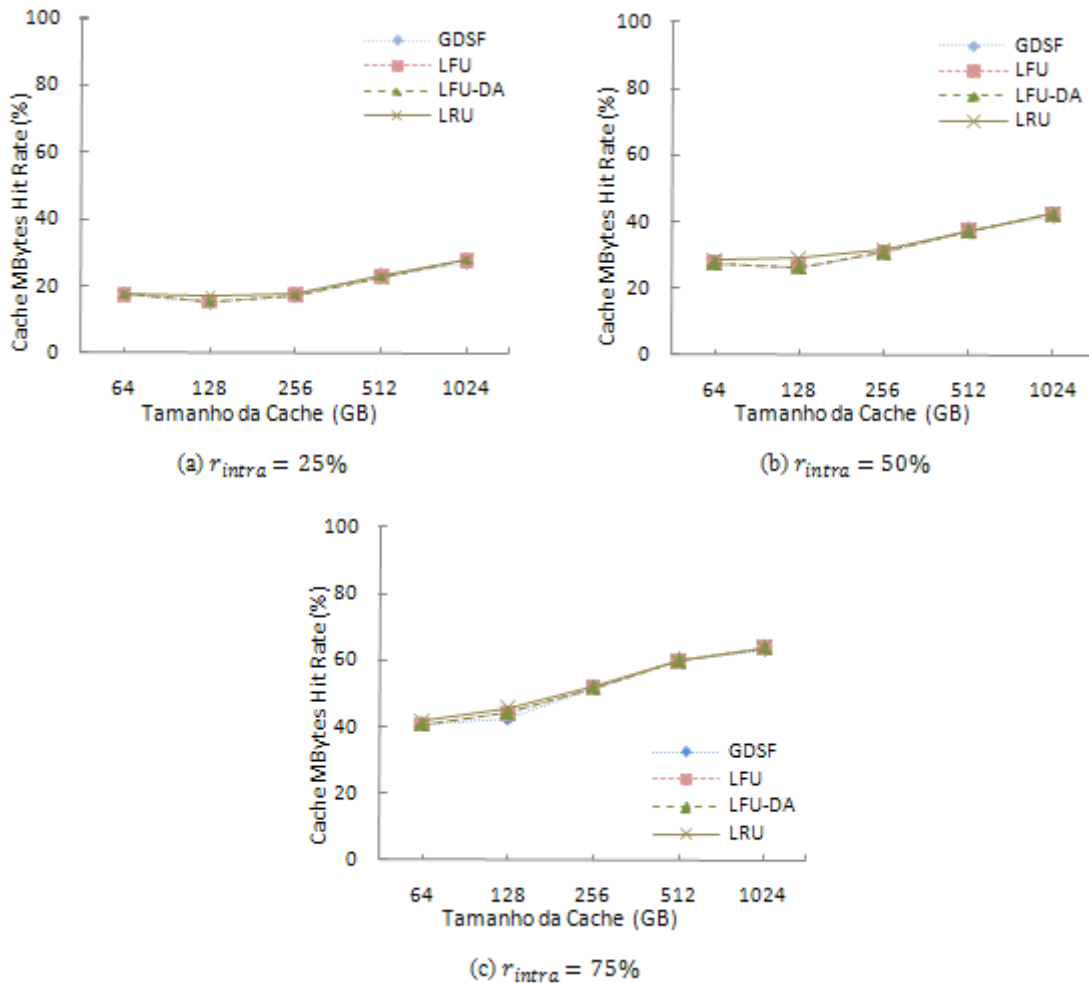 Cache MBytes Hit Rate (%)
100
80
60
40
20
0
GDSF
LFU
LFU-DA
LRU
64 128 256 512 1024
Tamanho da Cache (GB)
(a) r_intra = 25%
Cache MBytes Hit Rate (%)
100
80
60
40
20
0
GDSF
LFU
LFU-DA
LRU
64 128 256 512 1024
Tamanho da Cache (GB)
(b) r_intra = 50%
Cache MBytes Hit Rate (%)
100
80
60
40
20
0
GDSF
LFU
LFU-DA
LRU
64 128 256 512 1024
Tamanho da Cache (GB)
(c) r_intra = 75%